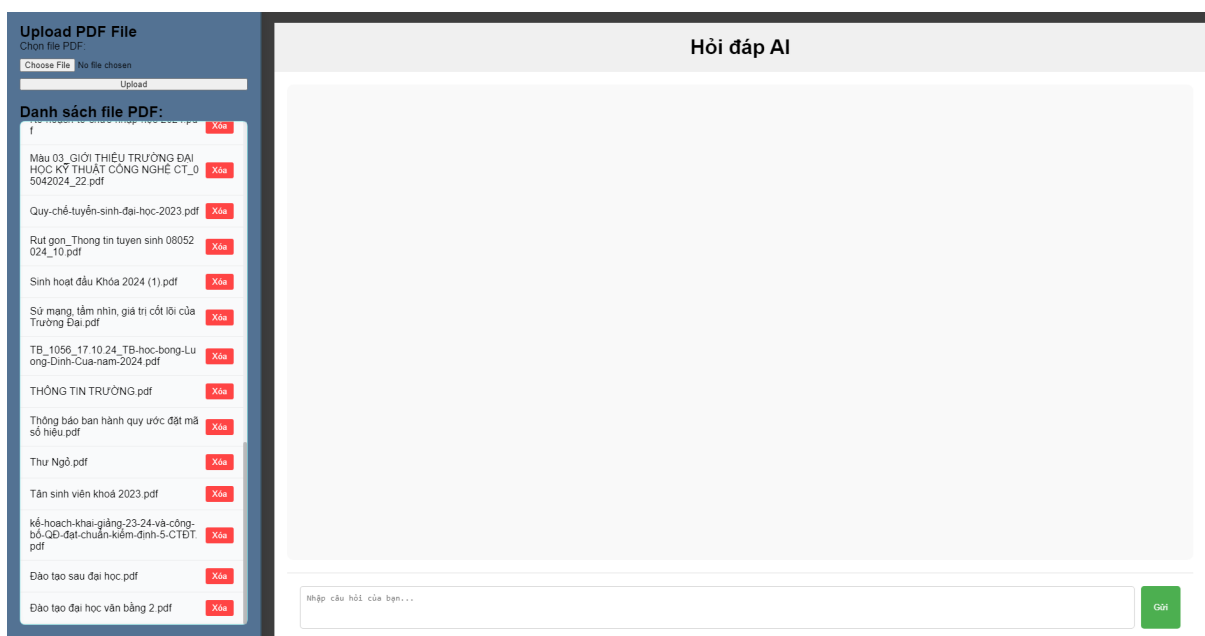 Upload PDF File
Chọn file PDF:
Choose File No file chosen
Upload
Danh sách file PDF:
f
Xóa
Màu 03_GIỚI THIỆU TRƯỜNG ĐẠI
HỌC KỸ THUẬT CÔNG NGHỆ CT_0
5042024_22.pdf
Xóa
Quy-chế-tuyển-sinh-đại-học-2023.pdf
Xóa
Rut gon_Thong tin tuyen sinh 08052
024_10.pdf
Xóa
Sinh hoạt đầu Khóa 2024 (1).pdf
Xóa
Sứ mạng, tầm nhìn, giá trị cốt lõi của
Trường Đại.pdf
Xóa
TB_1056_17.10.24_TB-hoc-bong-Lu
ong-Dinh-Cua-nam-2024.pdf
Xóa
THÔNG TIN TRƯỜNG.pdf
Xóa
Thông báo ban hành quy ước đặt mã
số hiệu.pdf
Xóa
Thư Ngỏ.pdf
Xóa
Tân sinh viên khoá 2023.pdf
Xóa
kế-hoach-khai-giảng-23-24-và-công-
bố-QĐ-đạt-chuẩn-kiểm-định-5-CTĐT.
pdf
Xóa
Đào tạo sau đại học.pdf
Xóa
Đào tạo đại học văn bằng 2.pdf
Xóa
Hỏi đáp AI
Nhập câu hỏi của bạn...
Gửi